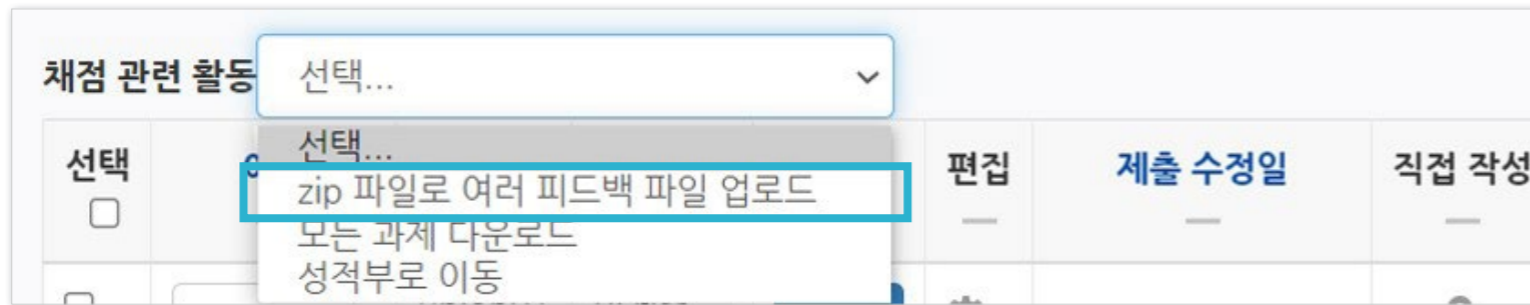 채점 관련 활동 선택...
선택 선택... 편집 제출 수정일 직접 작성
zip 파일로 여러 피드백 파일 업로드
모든 과제 다운로드
성적부로 이동